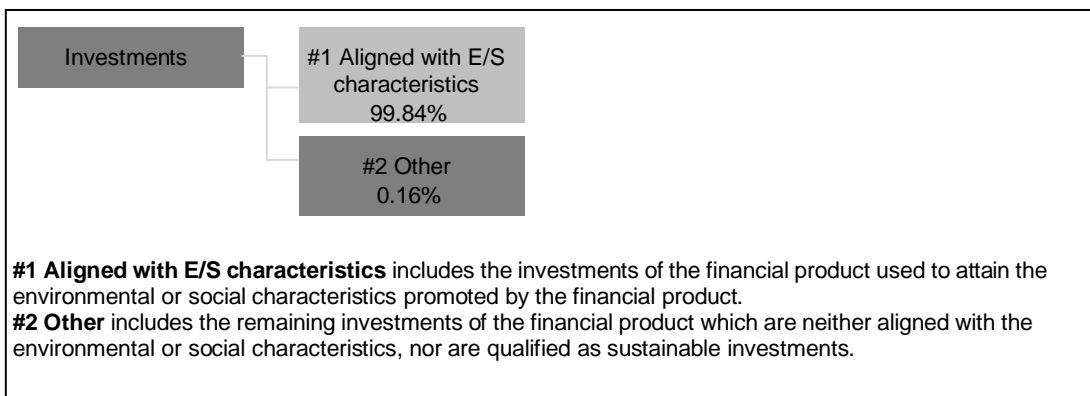 Investments
#1 Aligned with E/S
characteristics
99.84%
#2 Other
0.16%
#1 Aligned with E/S characteristics includes the investments of the financial product used to attain the
environmental or social characteristics promoted by the financial product.
#2 Other includes the remaining investments of the financial product which are neither aligned with the
environmental or social characteristics, nor are qualified as sustainable investments.